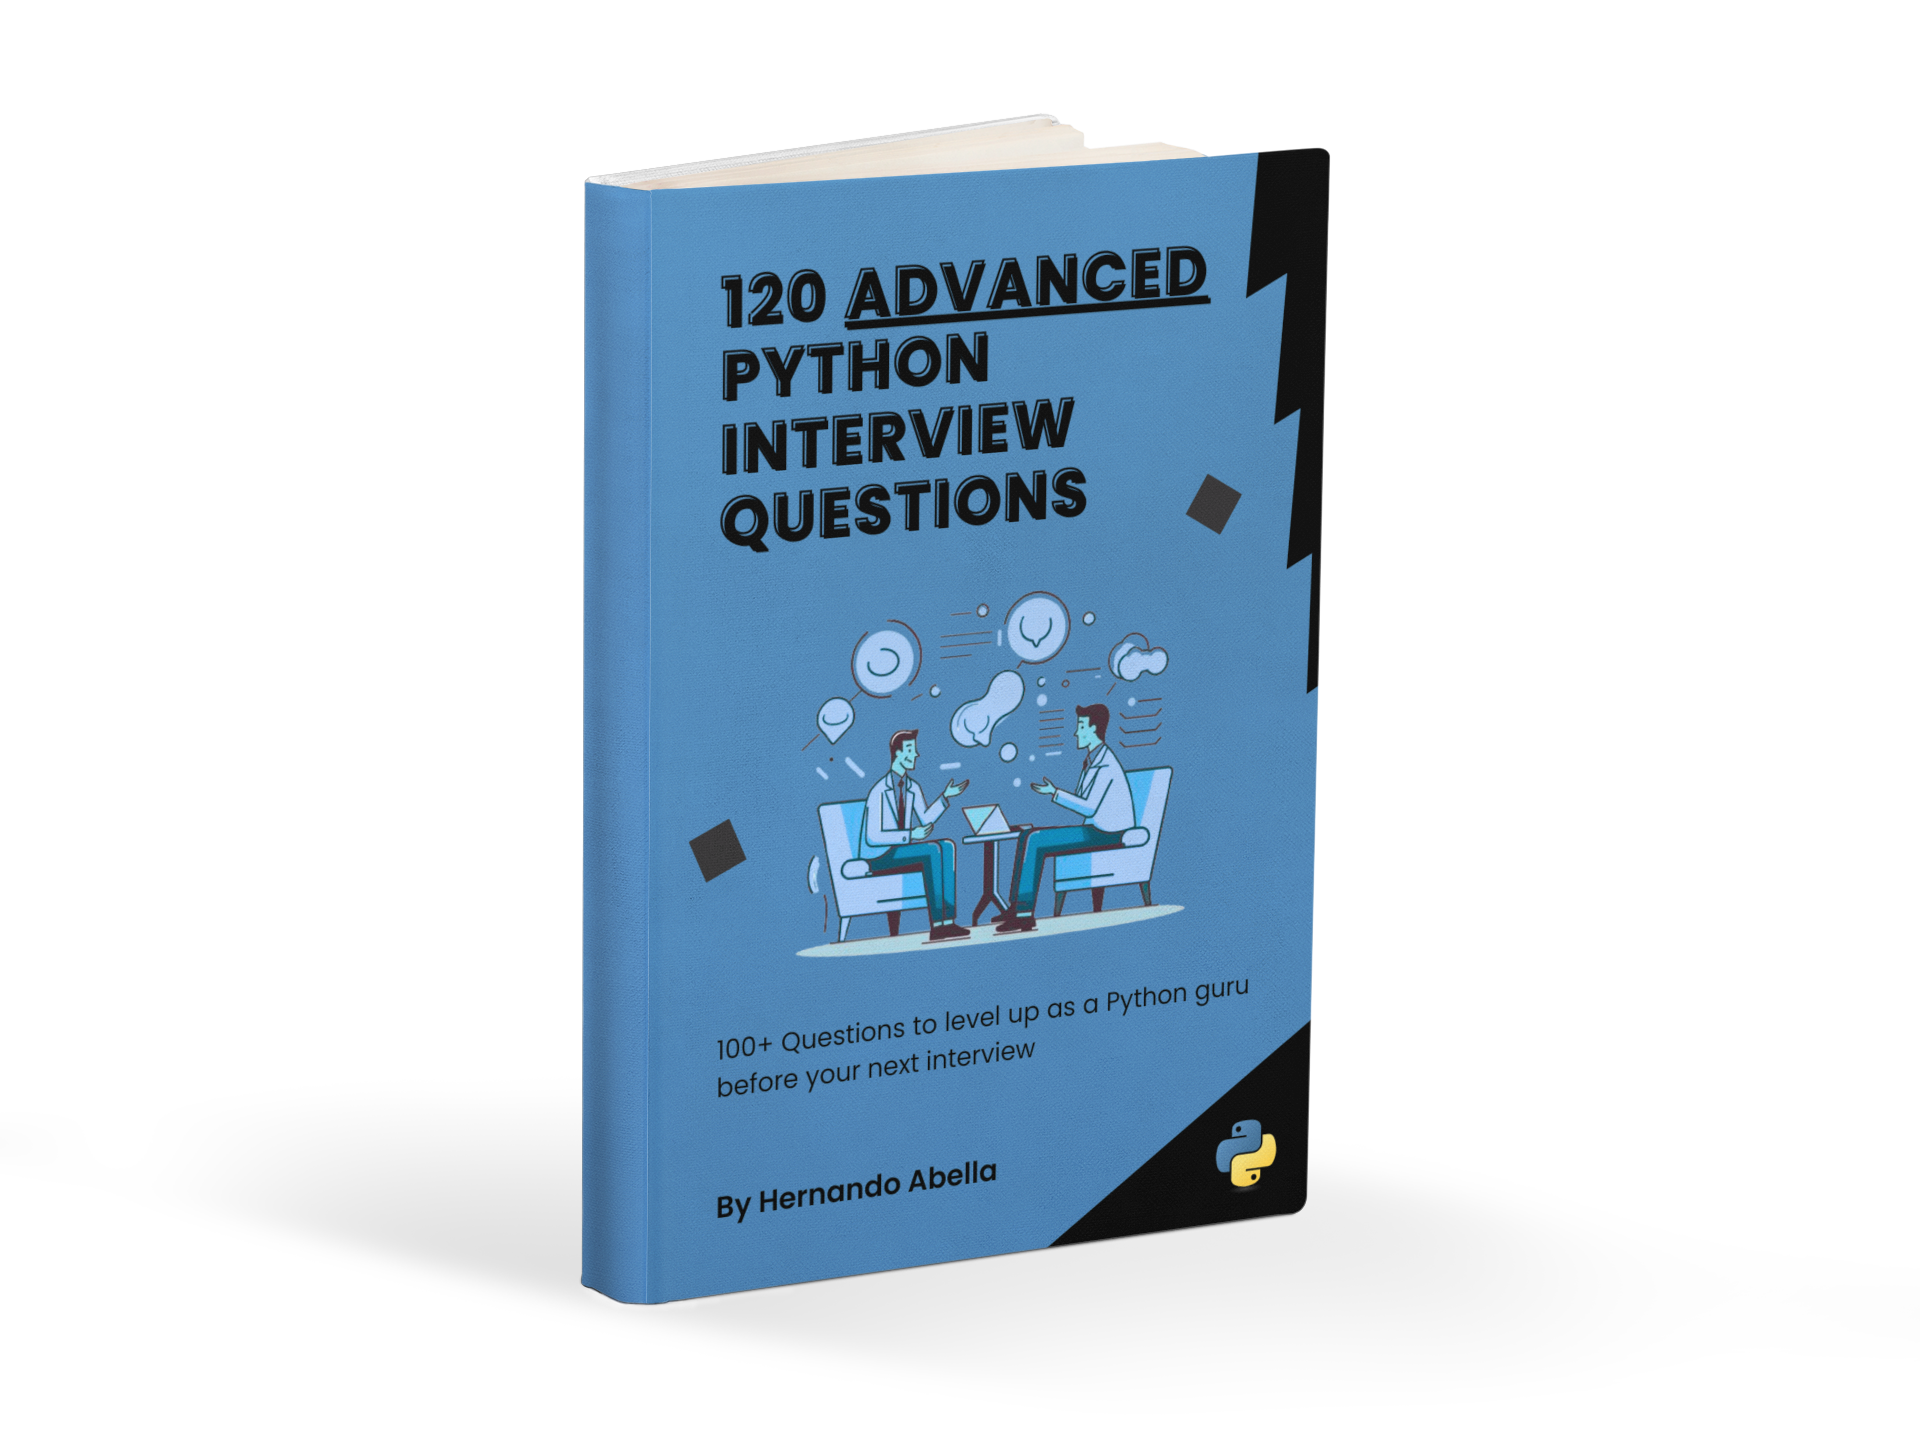 120 ADVANCED
PYTHON
INTERVIEW
QUESTIONS
100+ Questions to level up as a Python guru
before your next interview
By Hernando Abella